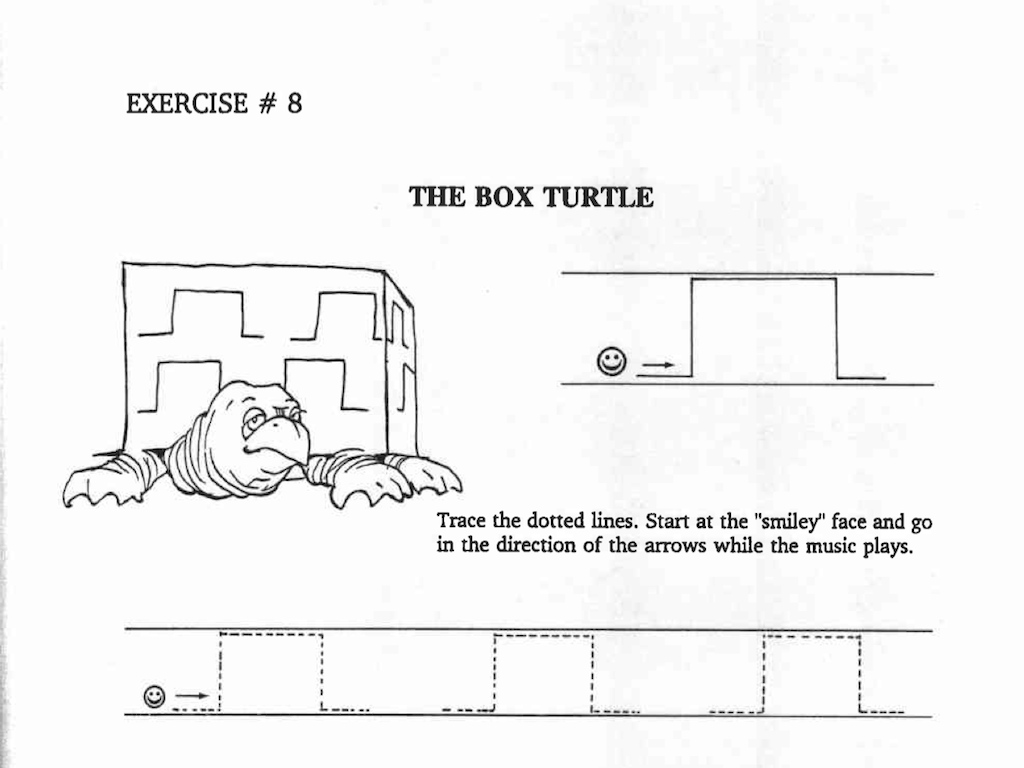 EXERCISE # 8
THE BOX TURTLE
Trace the dotted lines. Start at the "smiley" face and go
in the direction of the arrows while the music plays.